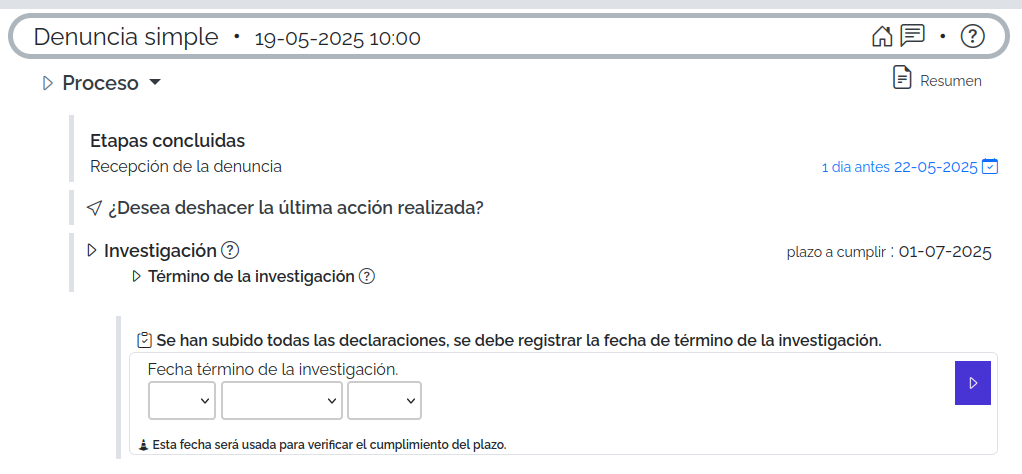 Denuncia simple • 19-05-2025 10:00 • ?
Proceso
Resumen
Etapas concluidas
Recepción de la denuncia
1 dia antes 22-05-2025
¿Desea deshacer la última acción realizada?
Investigación ?
plazo a cumplir : 01-07-2025
Término de la investigación ?
Se han subido todas las declaraciones, se debe registrar la fecha de término de la investigación.
Fecha término de la investigación.
Esta fecha será usada para verificar el cumplimiento del plazo.